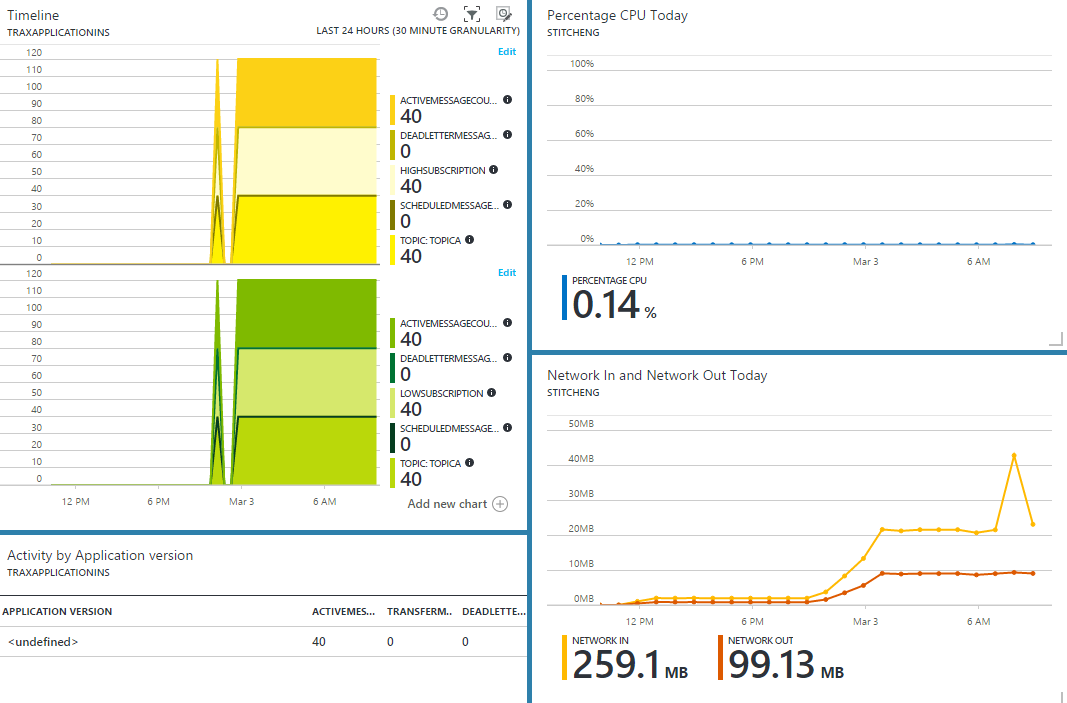 Timeline
TRAXAPPLICATIONINS
LAST 24 HOURS (30 MINUTE GRANULARITY)
Edit
120
110
100
90
80
70
60
50
40
30
20
10
0
ACTIVEMESSAGECOU...
40
DEADLETTERMESSAG...
0
HIGHSUBSCRIPTION
40
SCHEDULEDMESSAGE...
0
TOPIC: TOPICA
40
Edit
120
110
100
90
80
70
60
50
40
30
20
10
0
ACTIVEMESSAGECOU...
40
DEADLETTERMESSAG...
0
LOWSUBSCRIPTION
40
SCHEDULEDMESSAGE...
0
TOPIC: TOPICA
40
12 PM 6 PM Mar 3 6 AM
Add new chart
Activity by Application version
TRAXAPPLICATIONINS
APPLICATION VERSION ACTIVEMES... TRANSFERM.. DEADLETTE...
<undefined> 40 0 0
Percentage CPU Today
STITCHENG
100%
80%
60%
40%
20%
0%
12 PM 6 PM Mar 3 6 AM
PERCENTAGE CPU
0.14 %
Network In and Network Out Today
STITCHENG
50MB
40MB
30MB
20MB
10MB
0MB
12 PM 6 PM Mar 3 6 AM
NETWORK IN
259.1 MB
NETWORK OUT
99.13 MB